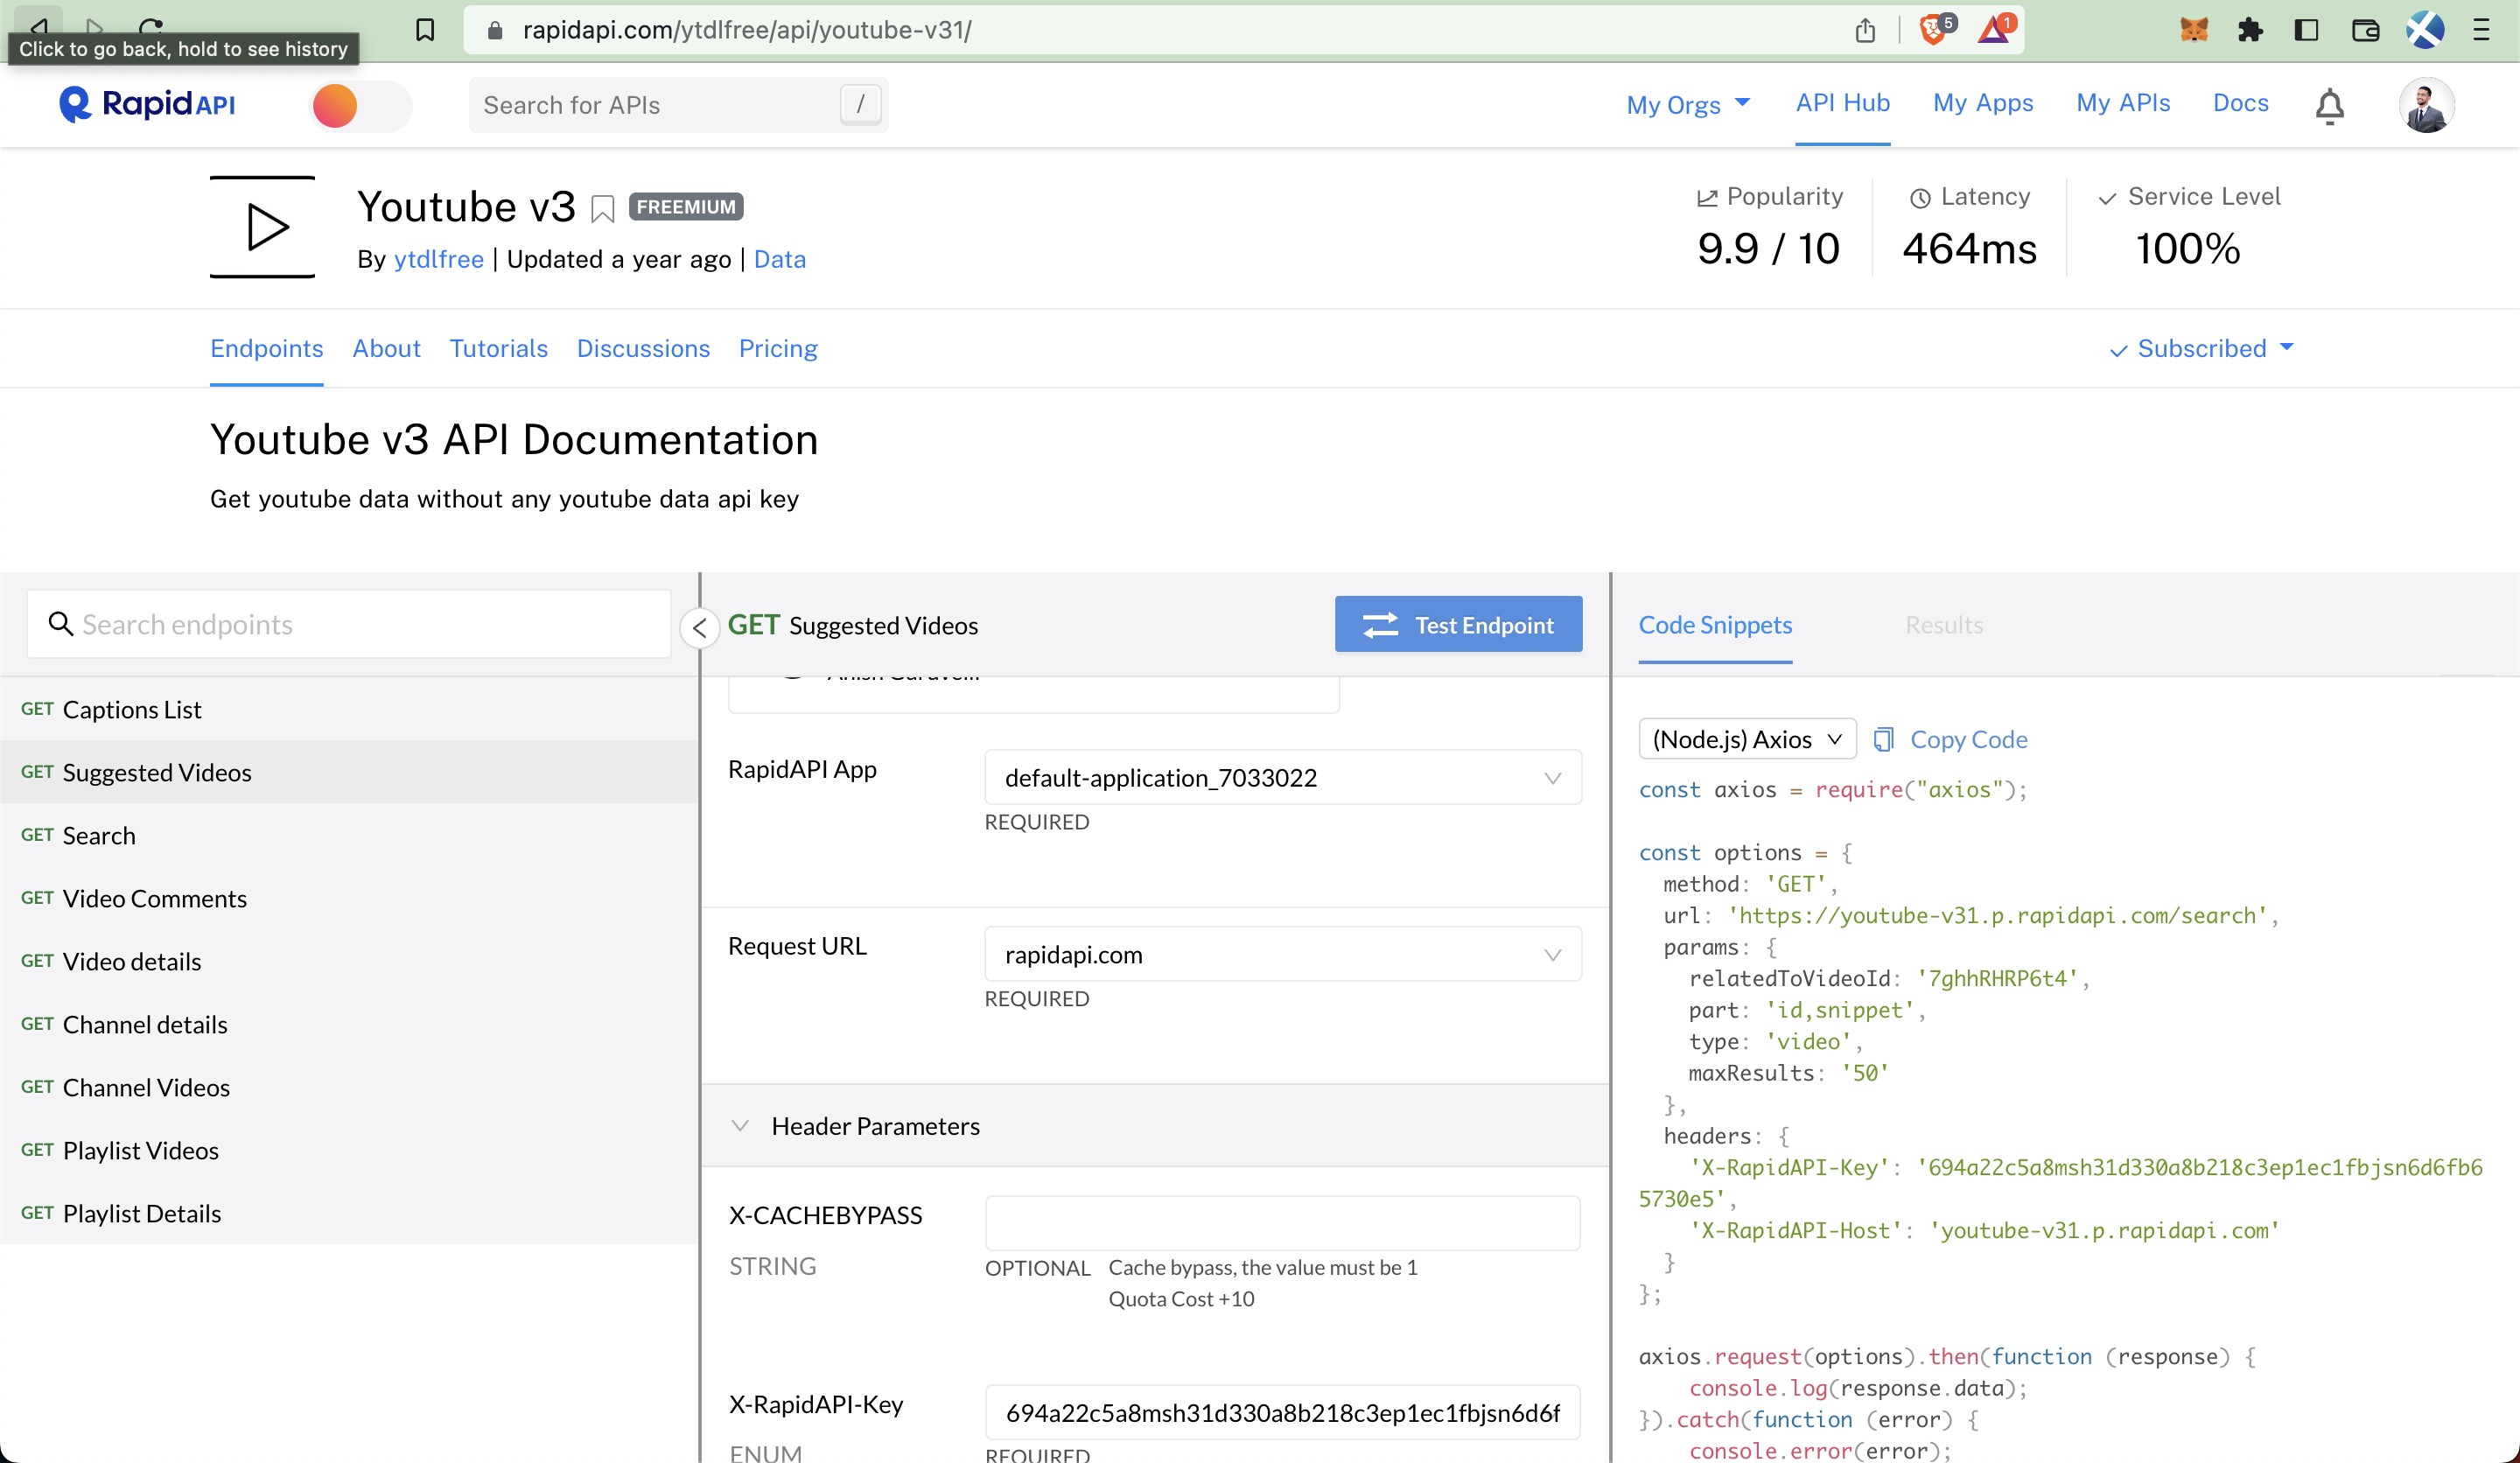 rapidapi.com/ytdlfree/api/youtube-v31/
5
1
Click to go back, hold to see history
RapidAPI
Search for APIs
/
My Orgs
API Hub
My Apps
My APIs
Docs
Youtube v3
FREEMIUM
By ytdlfree | Updated a year ago | Data
Popularity
9.9 / 10
Latency
464ms
Service Level
100%
Endpoints
About
Tutorials
Discussions
Pricing
Subscribed
Youtube v3 API Documentation
Get youtube data without any youtube data api key
Search endpoints
GET Captions List
GET Suggested Videos
GET Search
GET Video Comments
GET Video details
GET Channel details
GET Channel Videos
GET Playlist Videos
GET Playlist Details
GET Suggested Videos
Test Endpoint
RapidAPI App
default-application_7033022
REQUIRED
Request URL
rapidapi.com
REQUIRED
Header Parameters
X-CACHEBYPASS
STRING
OPTIONAL Cache bypass, the value must be 1
Quota Cost +10
X-RapidAPI-Key
694a22c5a8msh31d330a8b218c3ep1ec1fbjsn6d6f
ENUM
REQUIRED
Code Snippets
Results
(Node.js) Axios
Copy Code
const axios = require("axios");
const options = {
method: 'GET',
url: 'https://youtube-v31.p.rapidapi.com/search',
params: {
relatedToVideoId: '7ghhRHRP6t4',
part: 'id,snippet',
type: 'video',
maxResults: '50'
},
headers: {
'X-RapidAPI-Key': '694a22c5a8msh31d330a8b218c3ep1ec1fbjsn6d6fb6
5730e5',
'X-RapidAPI-Host': 'youtube-v31.p.rapidapi.com'
}
};
axios.request(options).then(function (response) {
console.log(response.data);
}).catch(function (error) {
console.error(error);